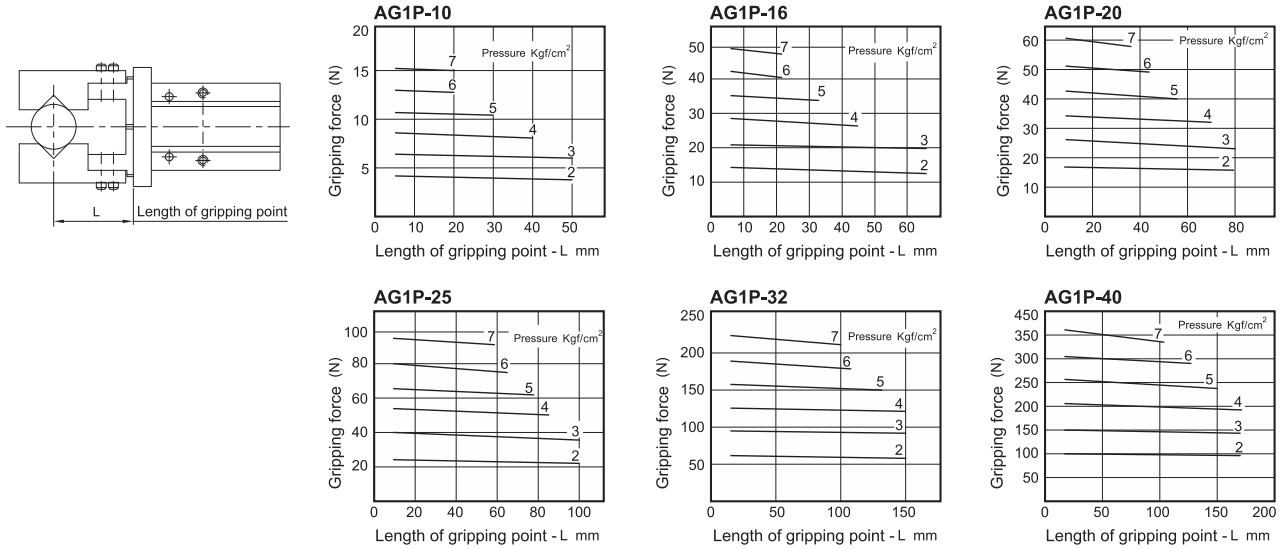 L
Length of gripping point
AG1P-10
Gripping force (N)
20
15
10
5
Pressure Kgf/cm²
7
6
5
4
3
2
0 10 20 30 40 50
Length of gripping point - L mm
AG1P-16
Gripping force (N)
50
40
30
20
10
Pressure Kgf/cm²
7
6
5
4
3
2
0 10 20 30 40 50 60
Length of gripping point - L mm
AG1P-20
Gripping force (N)
60
50
40
30
20
10
Pressure Kgf/cm²
7
6
5
4
3
2
0 20 40 60 80
Length of gripping point - L mm
AG1P-25
Gripping force (N)
100
80
60
40
20
Pressure Kgf/cm²
7
6
5
4
3
2
0 20 40 60 80 100
Length of gripping point - L mm
AG1P-32
Gripping force (N)
250
200
150
100
50
Pressure Kgf/cm²
7
6
5
4
3
2
0 50 100 150
Length of gripping point - L mm
AG1P-40
Gripping force (N)
450
350
300
250
200
150
100
50
Pressure Kgf/cm²
7
6
5
4
3
2
0 50 100 150 200
Length of gripping point - L mm